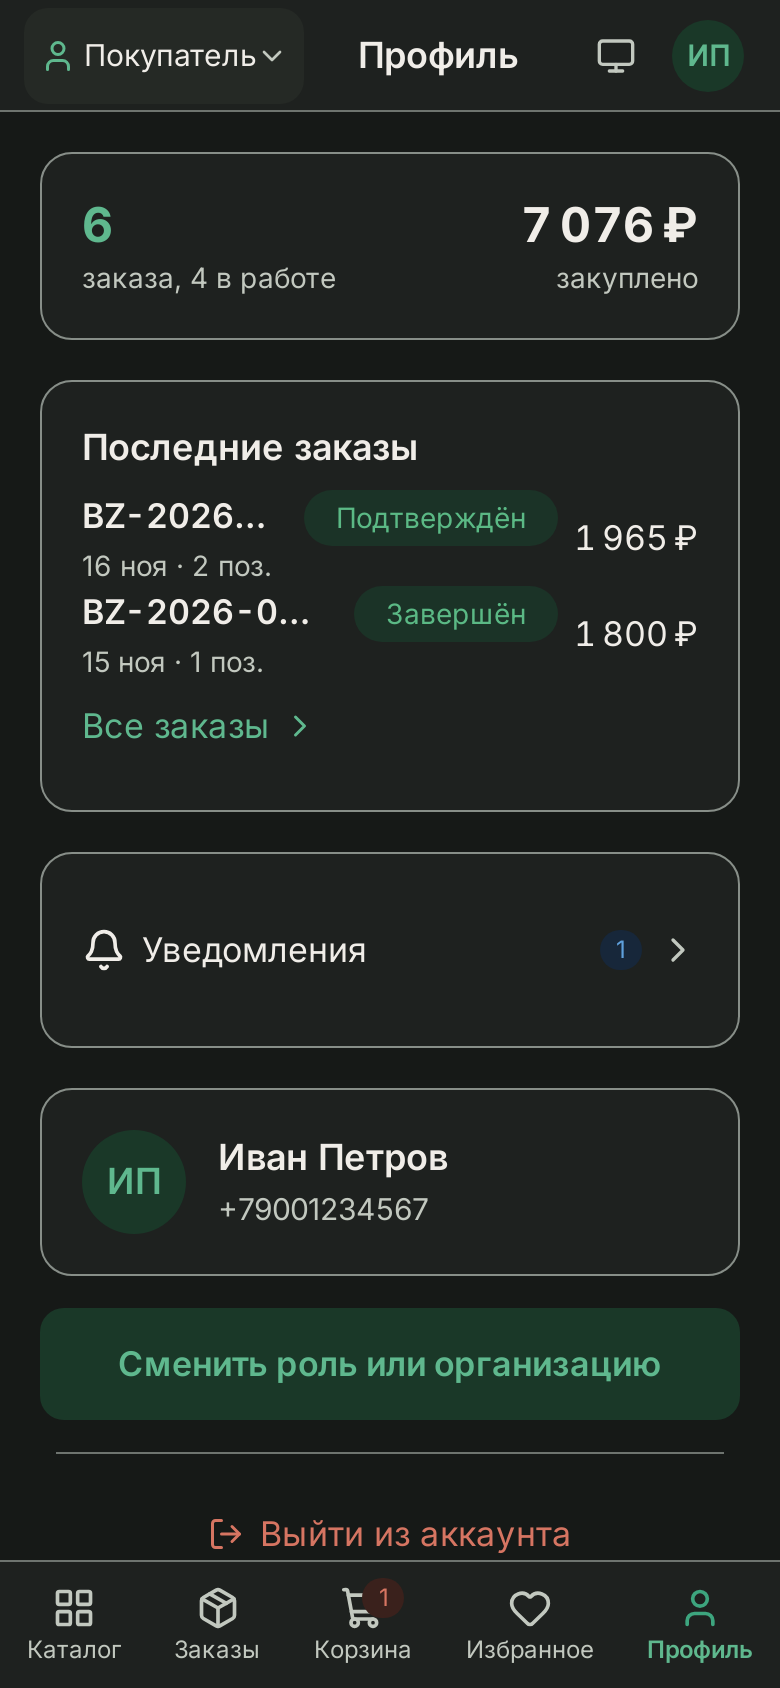 Покупатель
Профиль
ИП
6
7 076 ₽
заказа, 4 в работе
закуплено
Последние заказы
BZ-2026...
Подтверждён
1 965 ₽
16 ноя · 2 поз.
BZ-2026-0...
Завершён
1 800 ₽
15 ноя · 1 поз.
Все заказы
Уведомления
1
ИП
Иван Петров
+79001234567
Сменить роль или организацию
Выйти из аккаунта
1
Каталог
Заказы
Корзина
Избранное
Профиль